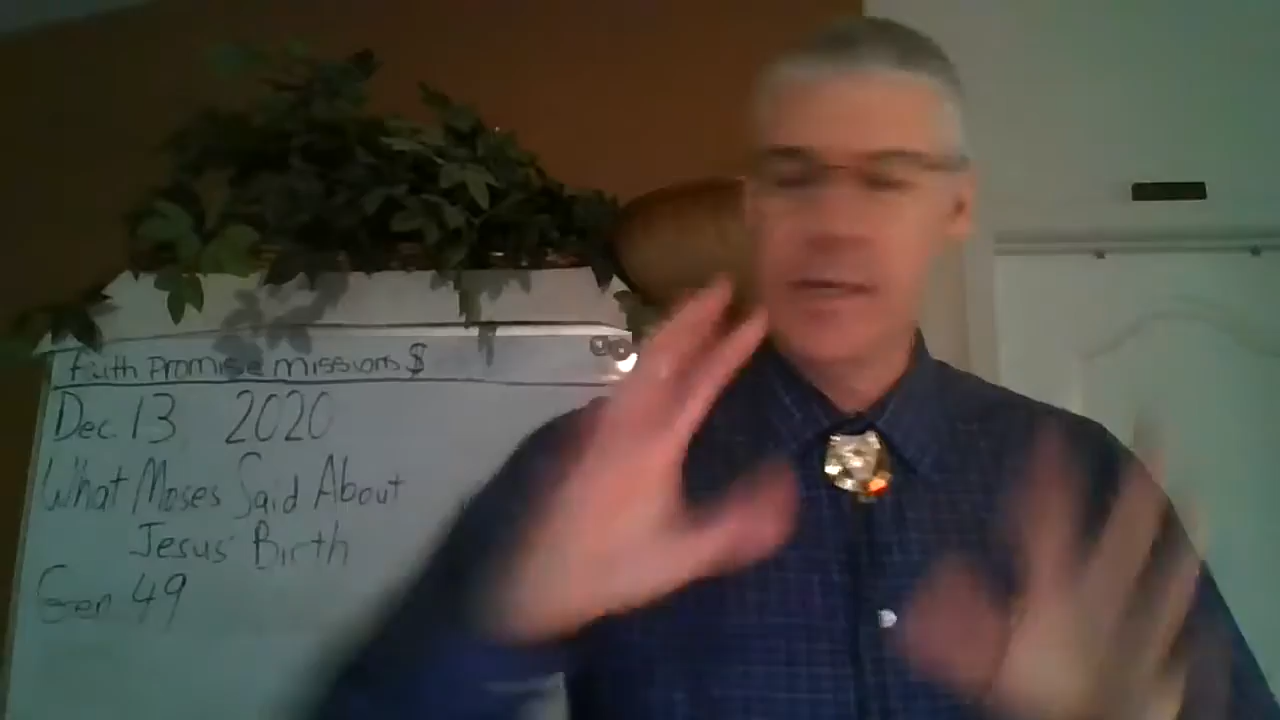 Faith Promise missions $
Dec. 13 2020
What Moses Said About
Jesus' Birth
Gen 49